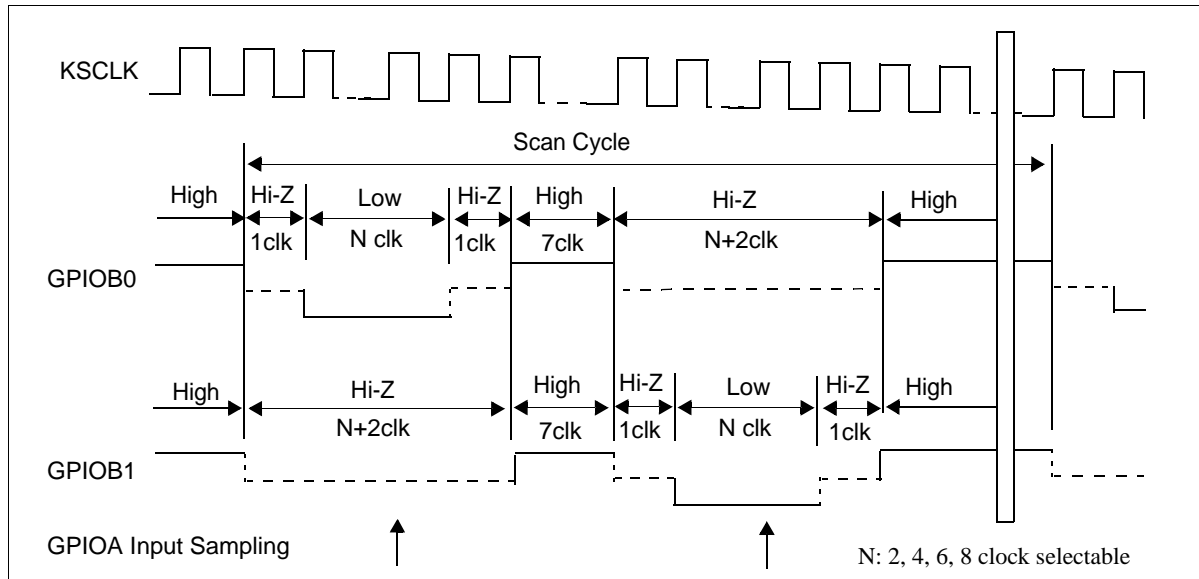 KSCLK
Scan Cycle
High Hi-Z Low Hi-Z High Hi-Z High
1clk N clk 1clk 7clk N+2clk
GPIOB0
High Hi-Z High Hi-Z Low Hi-Z High
N+2clk 7clk 1clk N clk 1clk
GPIOB1
GPIOA Input Sampling
N: 2, 4, 6, 8 clock selectable